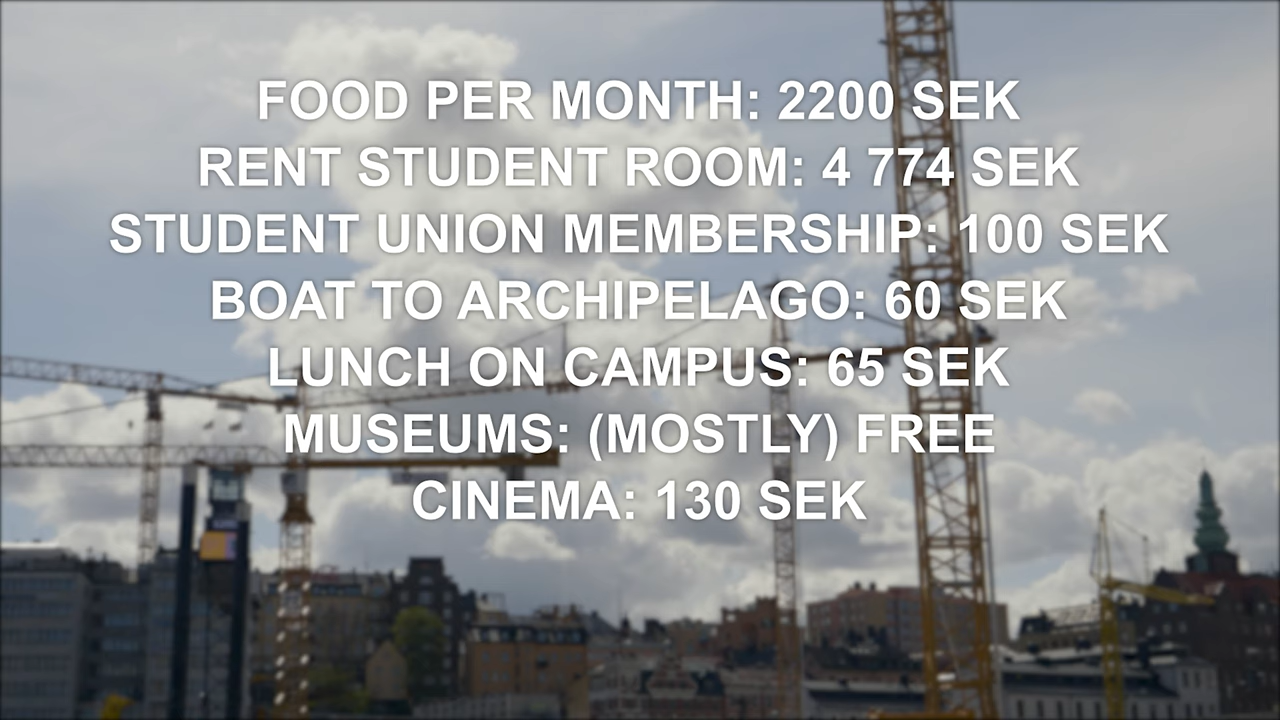 FOOD PER MONTH: 2200 SEK
RENT STUDENT ROOM: 4 774 SEK
STUDENT UNION MEMBERSHIP: 100 SEK
BOAT TO ARCHIPELAGO: 60 SEK
LUNCH ON CAMPUS: 65 SEK
MUSEUMS: (MOSTLY) FREE
CINEMA: 130 SEK